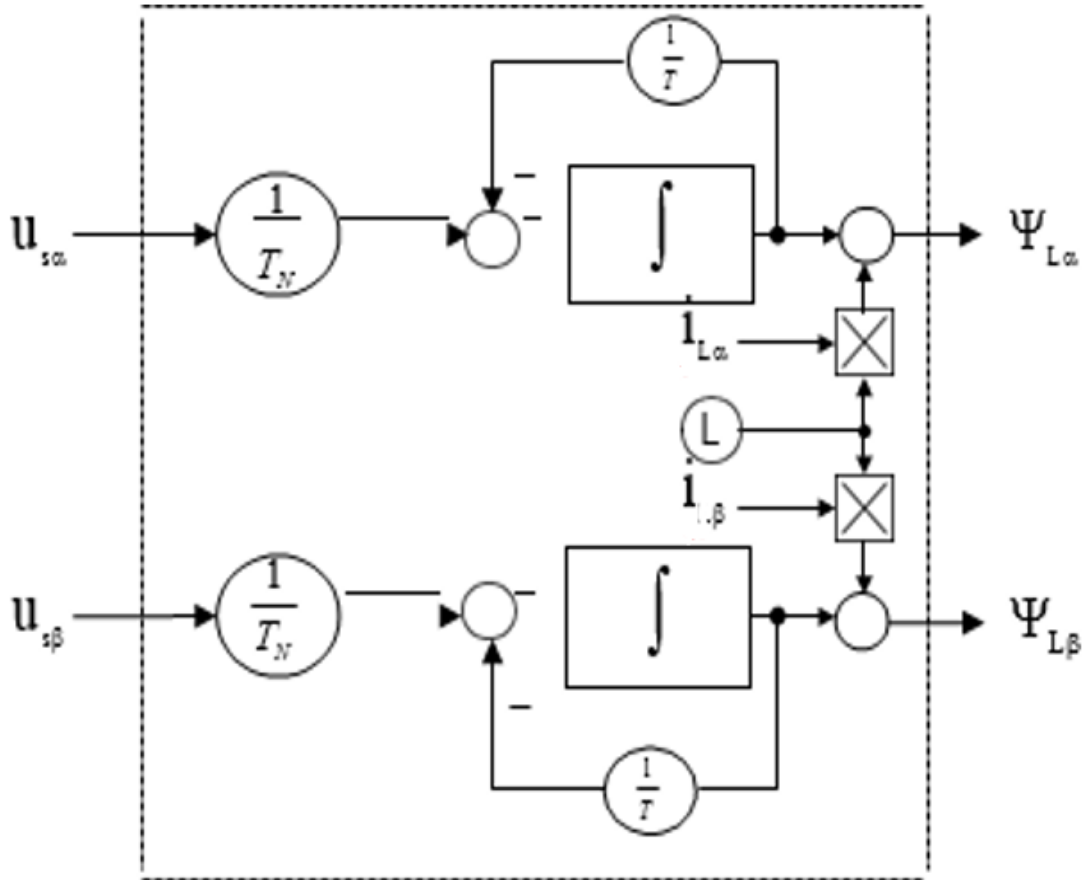 1/T
u_sα
1/T_N
−
−
∫
Ψ_Lα
i_Lα
L
i_Lβ
u_sβ
1/T_N
−
∫
Ψ_Lβ
−
1/T